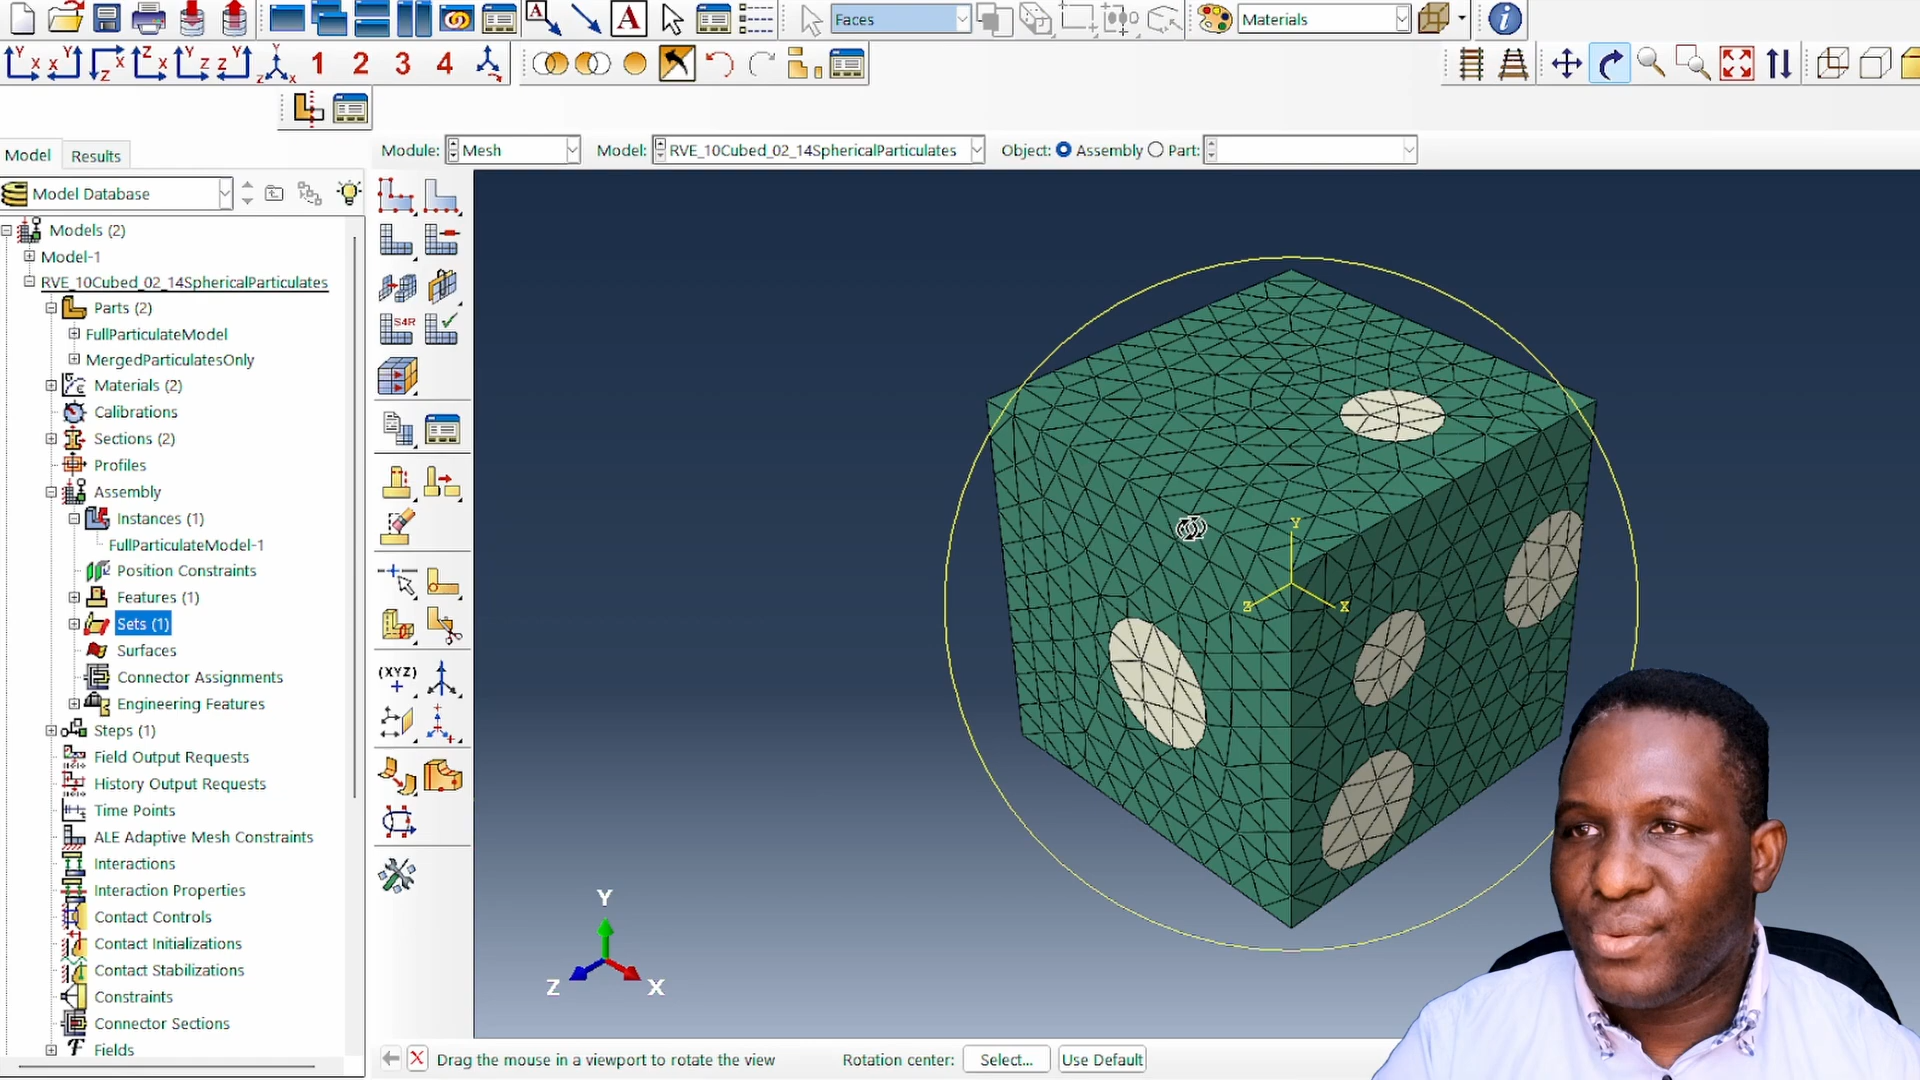 Faces
Materials
1 2 3 4
Model Results
Module: Mesh Model: RVE_10Cubed_02_14SphericalParticulates Object: Assembly Part:
Model Database
Models (2)
Model-1
RVE_10Cubed_02_14SphericalParticulates
Parts (2)
FullParticulateModel
MergedParticulatesOnly
Materials (2)
Calibrations
Sections (2)
Profiles
Assembly
Instances (1)
FullParticulateModel-1
Position Constraints
Features (1)
Sets (1)
Surfaces
Connector Assignments
Engineering Features
Steps (1)
Field Output Requests
History Output Requests
Time Points
ALE Adaptive Mesh Constraints
Interactions
Interaction Properties
Contact Controls
Contact Initializations
Contact Stabilizations
Constraints
Connector Sections
Fields
S4R
(XYZ)
Y
Z X
Y
Z X
Drag the mouse in a viewport to rotate the view Rotation center: Select... Use Default